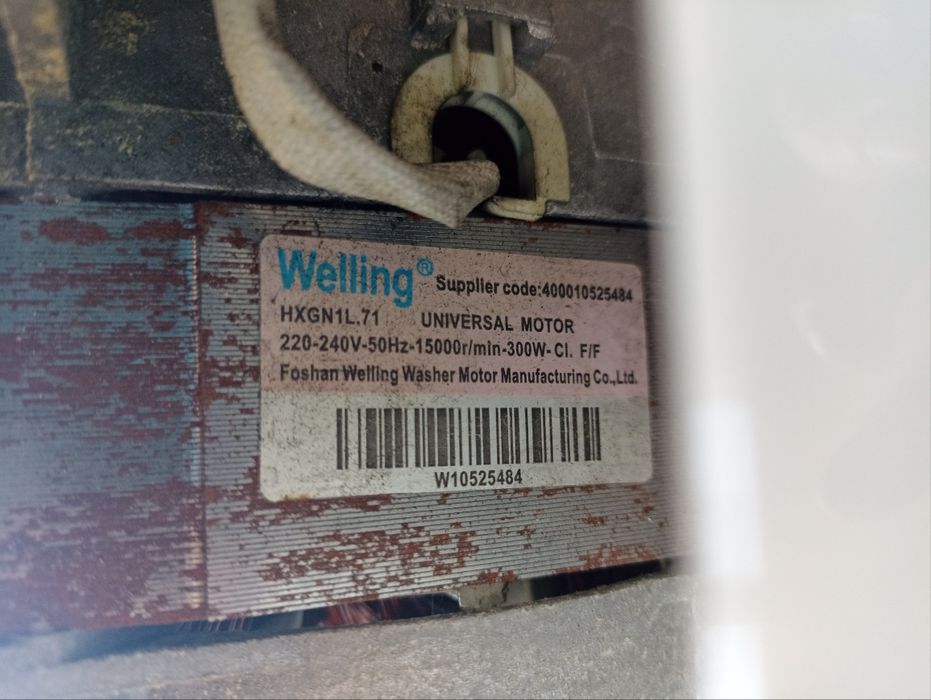 Welling® Supplier code:400010525484
HXGN1L.71 UNIVERSAL MOTOR
220-240V-50Hz-15000r/min-300W-Cl. F/F
Foshan Welling Washer Motor Manufacturing Co.,Ltd.
W10525484